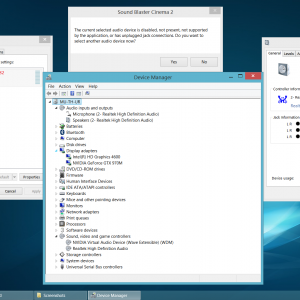 Sound Blaster Cinema 2
The current selected audio device is disabled, not present, not supported
by the application, or has unplugged jack connections. Do you want to
select another audio device now?
Yes
No
settings
Device Manager
File Action View Help
Audio inputs and outputs
Microphone (2- Realtek High Definition Audio)
Speakers (2- Realtek High Definition Audio)
Batteries
Bluetooth
Computer
Disk drives
Display adapters
Intel(R) HD Graphics 4600
NVIDIA GeForce GTX 970M
DVD/CD-ROM drives
Firmware
Human Interface Devices
IDE ATA/ATAPI controllers
Keyboards
Mice and other pointing devices
Monitors
Network adapters
Print queues
Processors
Software devices
Sound, video and game controllers
NVIDIA Virtual Audio Device (Wave Extensible) (WDM)
Realtek High Definition Audio
Storage controllers
System devices
Universal Serial Bus controllers
Properties
Cancel
Apply
General Levels
Controller Informati
Jack Information
L R
L R
L R
Device usage:
Screenshots
Device Manager